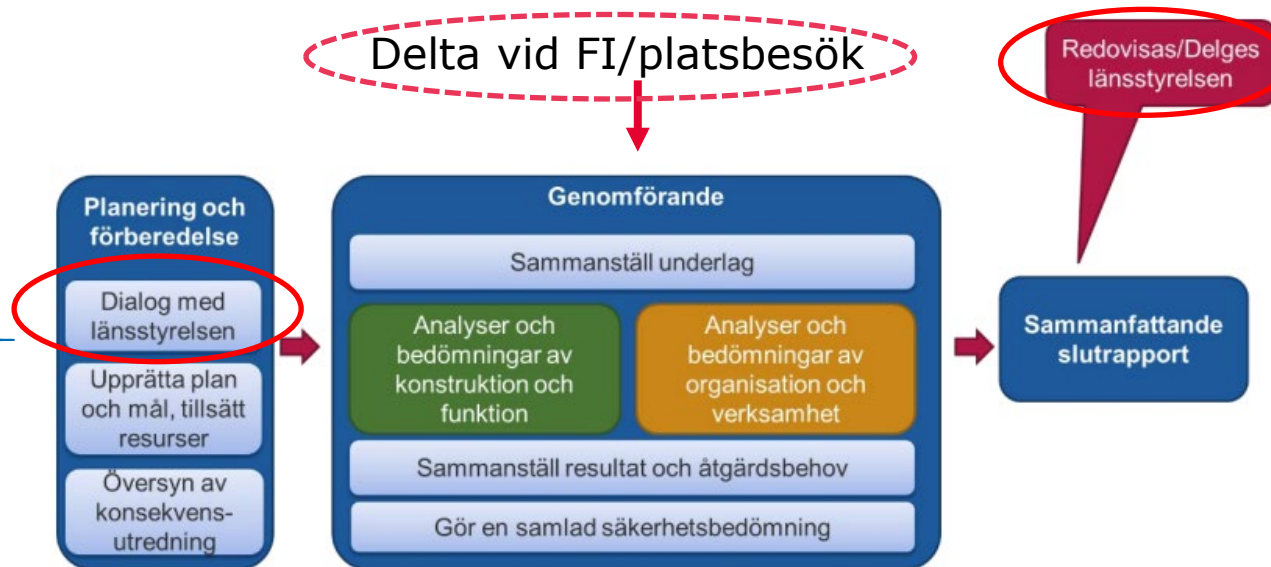 Delta vid FI/platsbesök
Redovisas/Delges
länsstyrelsen
Planering och
förberedelse
Dialog med
länsstyrelsen
Upprätta plan
och mål, tillsätt
resurser
Översyn av
konsekvens-
utredning
Genomförande
Sammanställ underlag
Analyser och
bedömningar av
konstruktion och
funktion
Analyser och
bedömningar av
organisation och
verksamhet
Sammanställ resultat och åtgärdsbehov
Gör en samlad säkerhetsbedömning
Sammanfattande
slutrapport